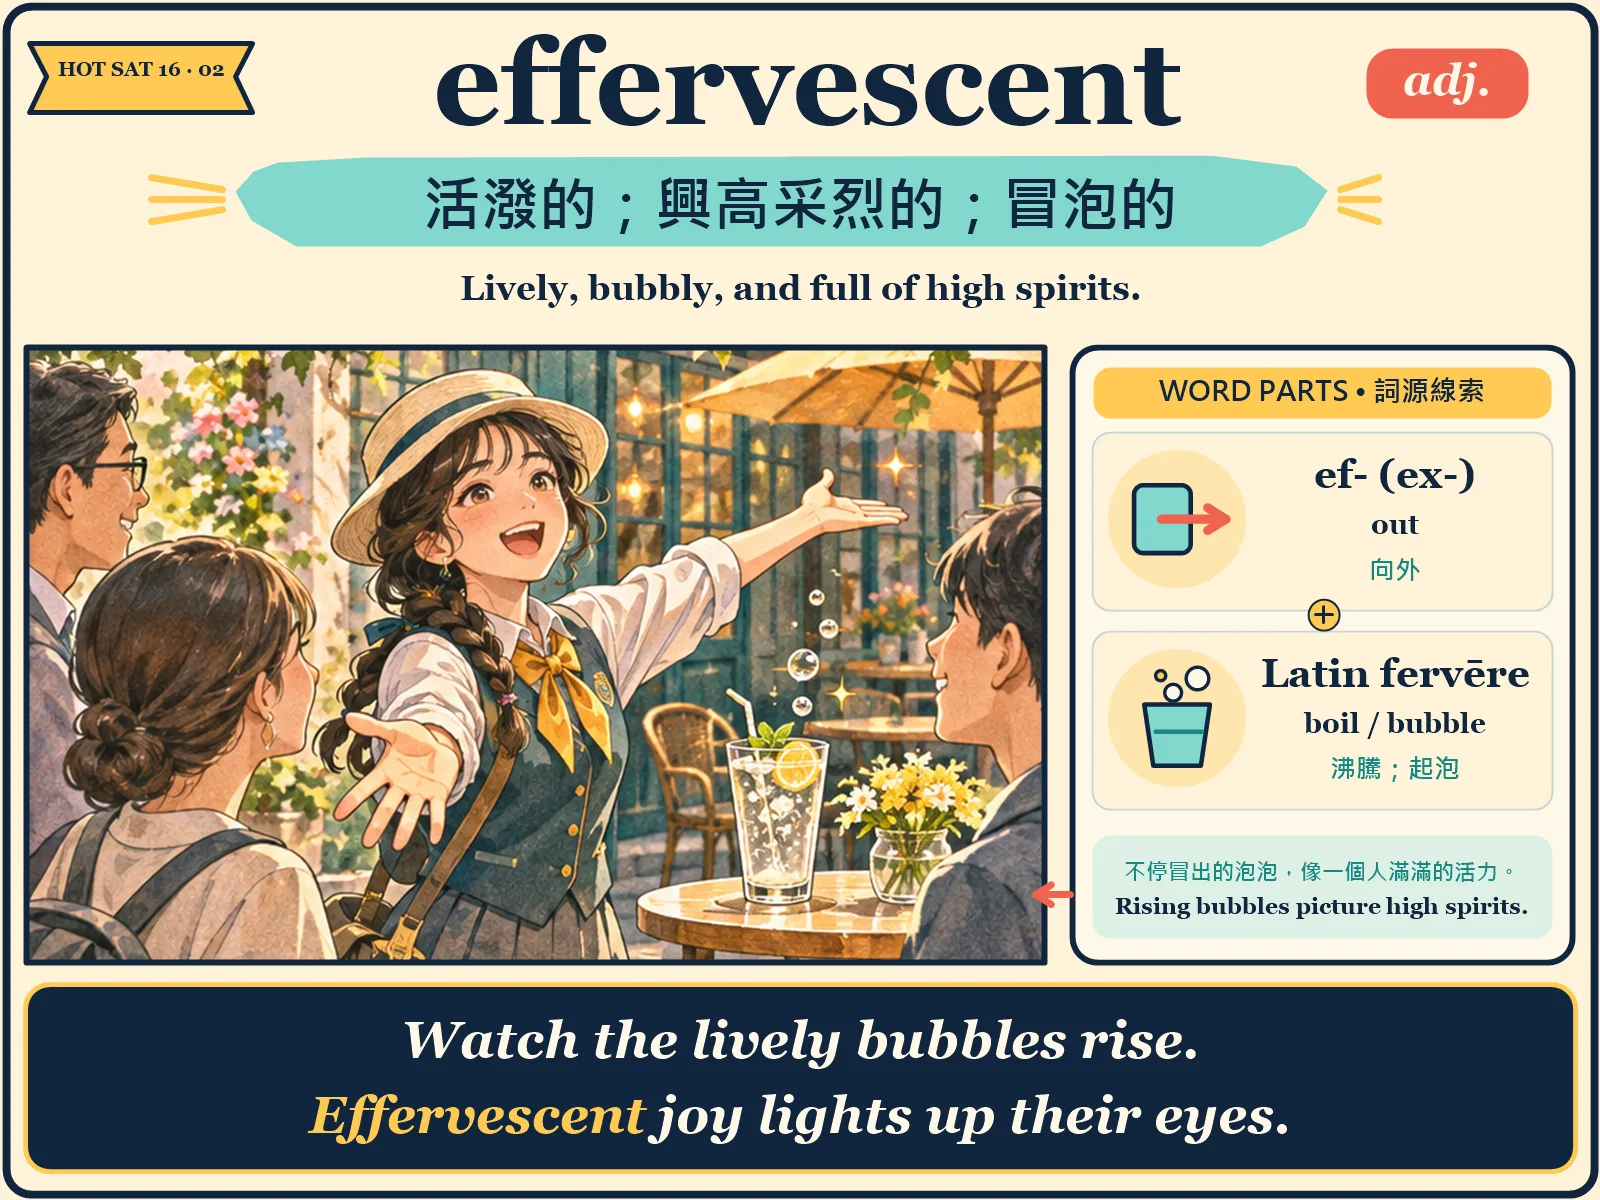 HOT SAT 16 · 02
effervescent
adj.
活潑的；興高采烈的；冒泡的
Lively, bubbly, and full of high spirits.
WORD PARTS • 詞源線索
ef- (ex-)
out
向外
+
Latin fervēre
boil / bubble
沸騰；起泡
不停冒出的泡泡，像一個人滿滿的活力。
Rising bubbles picture high spirits.
Watch the lively bubbles rise.
Effervescent joy lights up their eyes.